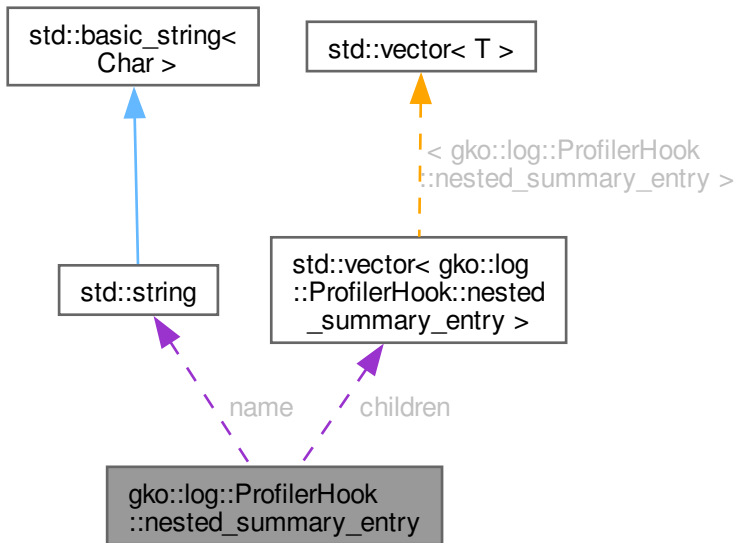 std::basic_string<
Char >
std::vector< T >
< gko::log::ProfilerHook
::nested_summary_entry >
std::string
std::vector< gko::log
::ProfilerHook::nested
_summary_entry >
name
children
gko::log::ProfilerHook
::nested_summary_entry